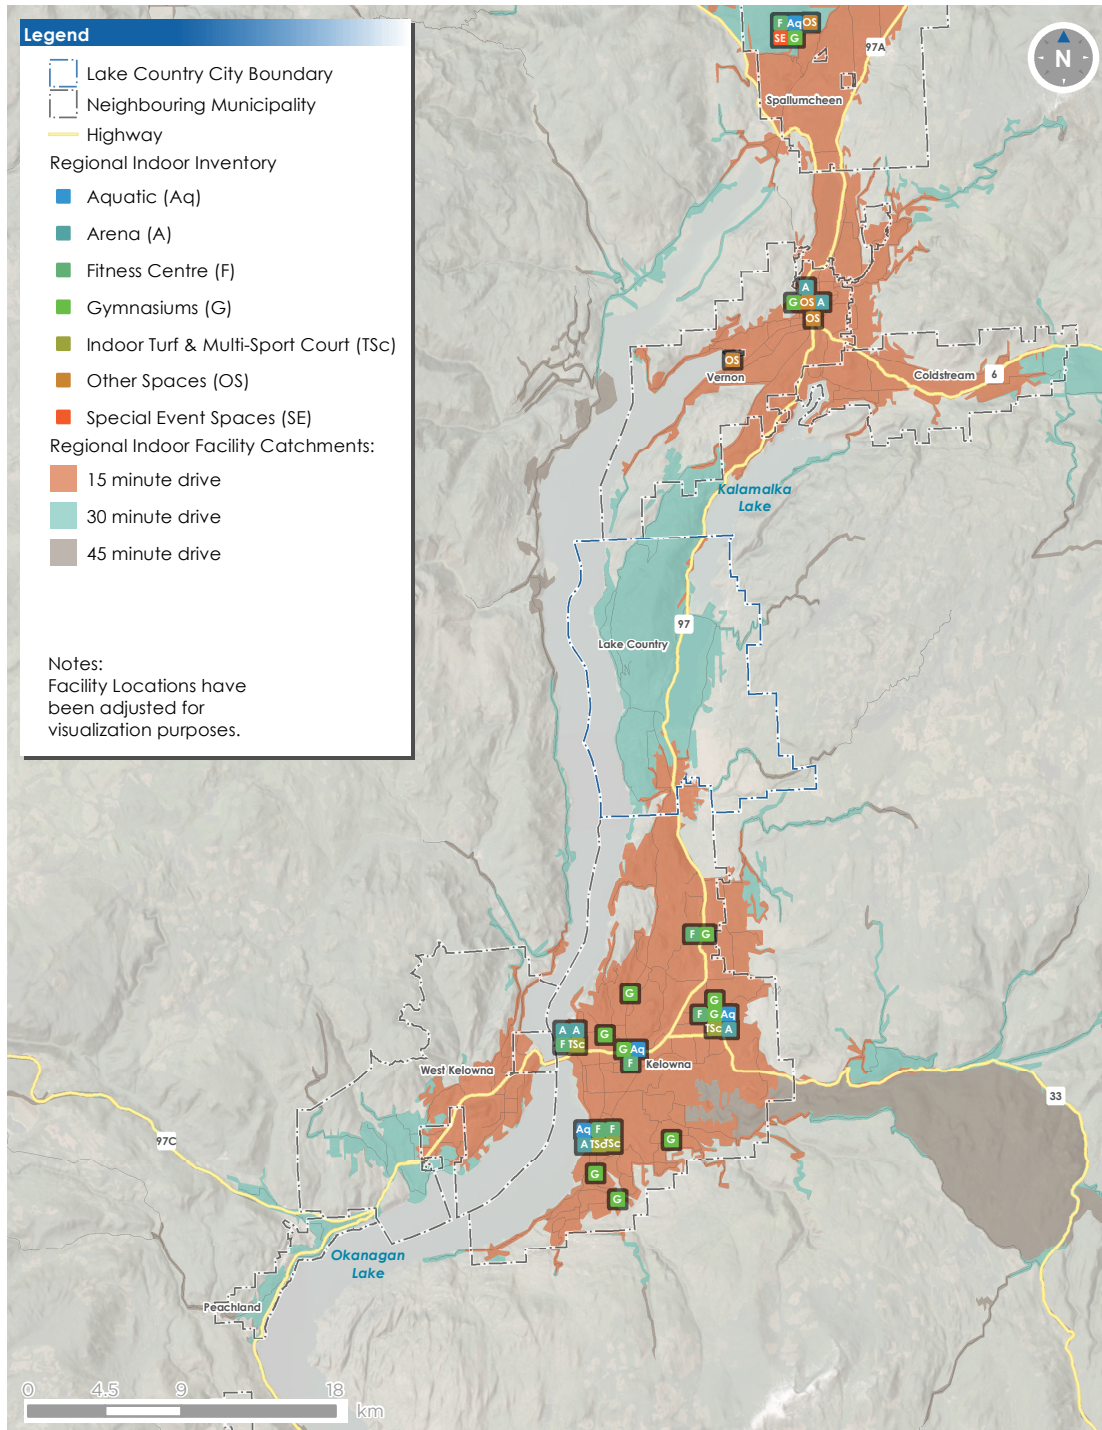 Legend
Lake Country City Boundary
Neighbouring Municipality
Highway
Regional Indoor Inventory
Aquatic (Aq)
Arena (A)
Fitness Centre (F)
Gymnasiums (G)
Indoor Turf & Multi-Sport Court (TSc)
Other Spaces (OS)
Special Event Spaces (SE)
Regional Indoor Facility Catchments:
15 minute drive
30 minute drive
45 minute drive
Notes:
Facility Locations have
been adjusted for
visualization purposes.
N
F Aq OS
SE G
97A
Spallumcheen
A
G OS A
OS
OS
Vernon
Coldstream
6
Kalamalka
Lake
97
Lake Country
F G
G
G
F G Aq
TSc A
A A
F TSc
G
G Aq
F
Kelowna
West Kelowna
33
97C
Aq F F
A TSc TSc
G
G
G
Okanagan
Lake
Peachland
0 4.5 9 18
km